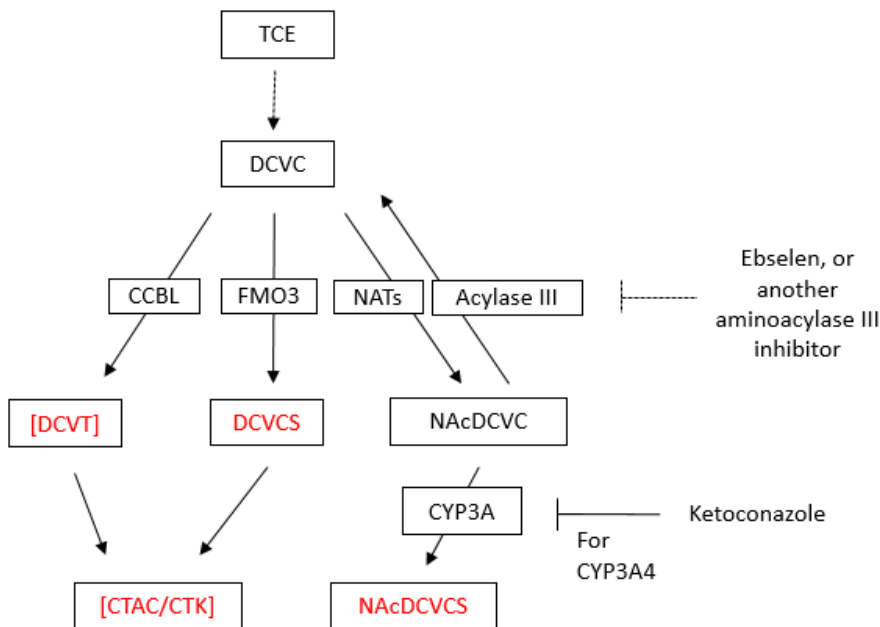 TCE
DCVC
CCBL
FMO3
NATs
Acylase III
Ebselen, or
another
aminoacylase III
inhibitor
[DCVT]
DCVCS
NAcDCVC
CYP3A
Ketoconazole
For
CYP3A4
[CTAC/CTK]
NAcDCVCS